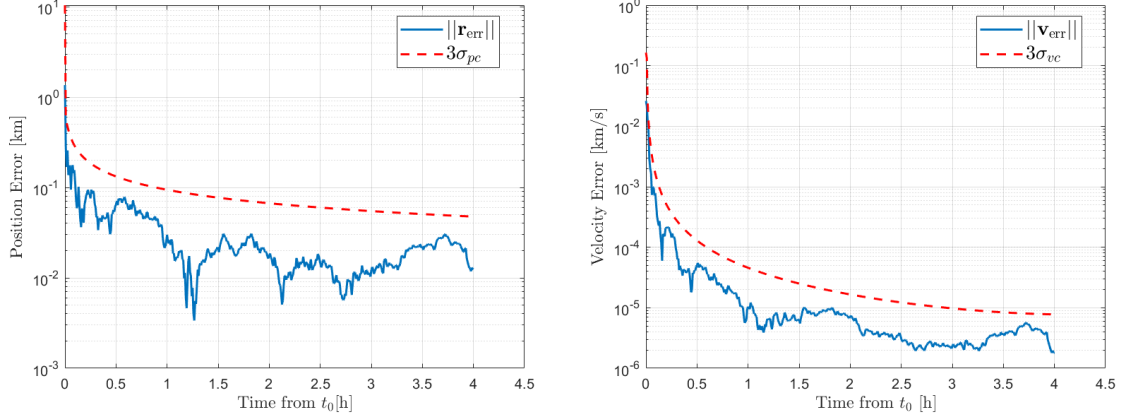 10^1
10^0
10^-1
10^-2
10^-3
0 0.5 1 1.5 2 2.5 3 3.5 4 4.5
Position Error [km]
Time from t_0[h]
||r_err||
3σ_pc
10^0
10^-1
10^-2
10^-3
10^-4
10^-5
10^-6
0 0.5 1 1.5 2 2.5 3 3.5 4 4.5
Velocity Error [km/s]
Time from t_0 [h]
||v_err||
3σ_vc